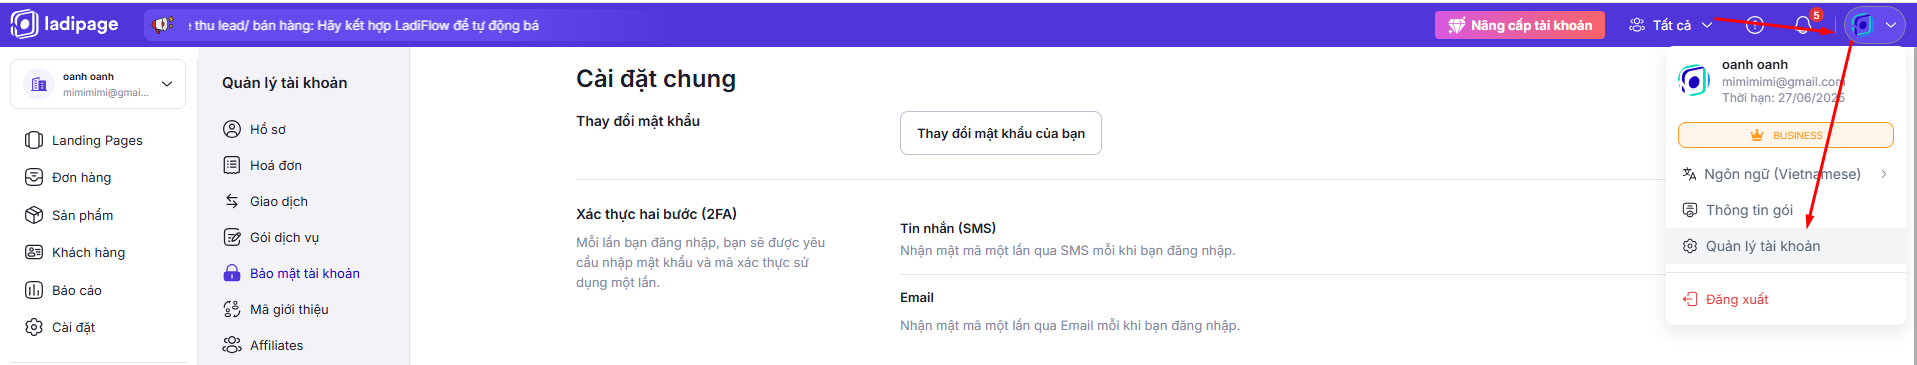 ladipage
e thu lead/ bán hàng: Hãy kết hợp LadiFlow để tự động bá
Nâng cấp tài khoản
Tất cả
5
oanh oanh
mimimimi@gmai...
Landing Pages
Đơn hàng
Sản phẩm
Khách hàng
Báo cáo
Cài đặt
Quản lý tài khoản
Hồ sơ
Hoá đơn
Giao dịch
Gói dịch vụ
Bảo mật tài khoản
Mã giới thiệu
Affiliates
Cài đặt chung
Thay đổi mật khẩu
Thay đổi mật khẩu của bạn
Xác thực hai bước (2FA)
Mỗi lần bạn đăng nhập, bạn sẽ được yêu
cầu nhập mật khẩu và mã xác thực sử
dụng một lần.
Tin nhắn (SMS)
Nhận mật mã một lần qua SMS mỗi khi bạn đăng nhập.
Email
Nhận mật mã một lần qua Email mỗi khi bạn đăng nhập.
oanh oanh
mimimimi@gmail.com
Thời hạn: 27/06/2025
BUSINESS
Ngôn ngữ (Vietnamese)
Thông tin gói
Quản lý tài khoản
Đăng xuất